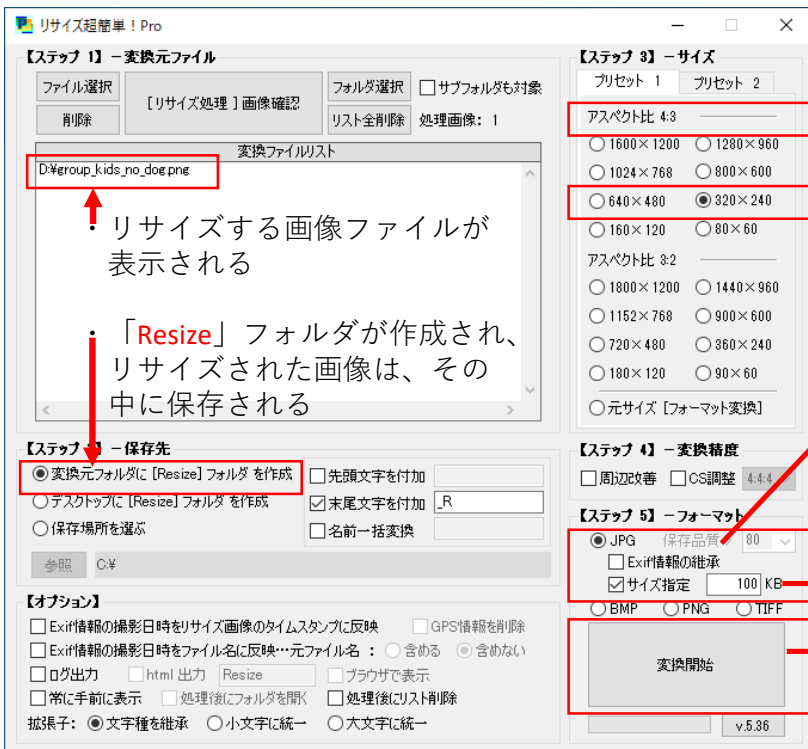 リサイズ超簡単！Pro
【ステップ 1】 －変換元ファイル
ファイル選択
[リサイズ処理 ] 画像確認
フォルダ選択
サブフォルダも対象
削除
リスト全削除
処理画像: 1
変換ファイルリスト
D:¥group_kids_no_dog.png
・リサイズする画像ファイルが
表示される
・「Resize」フォルダが作成され、
リサイズされた画像は、その
中に保存される
【ステップ
】 －保存先
変換元フォルダに [Resize] フォルダ を作成
デスクトップに [Resize] フォルダ を作成
保存場所を選ぶ
先頭文字を付加
末尾文字を付加 _R
名前一括変換
参照 C:¥
【オプション】
Exif情報の撮影日時をリサイズ画像のタイムスタンプに反映 GPS情報を削除
Exif情報の撮影日時をファイル名に反映…元ファイル名 ： 含める 含めない
ログ出力 html 出力 Resize ブラウザで表示
常に手前に表示 処理後にフォルダを開く 処理後にリスト削除
拡張子: 文字種を継承 小文字に統一 大文字に統一
【ステップ 3】 －サイズ
プリセット 1 プリセット 2
アスペクト比 4:3
1600×1200 1280×960
1024×768 800×600
640×480 320×240
160×120 80×60
アスペクト比 3:2
1800×1200 1440×960
1152×768 900×600
720×480 360×240
180×120 90×60
元サイズ [フォーマット変換]
【ステップ 4】 －変換精度
周辺改善 CS調整 4:4:4
【ステップ 5】 －フォーマット
JPG 保存品質 80
Exif情報の継承
サイズ指定 100 KB
BMP PNG TIFF
変換開始
v.5.36